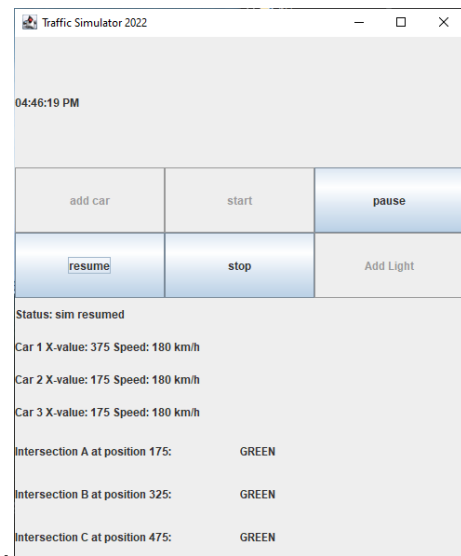 Traffic Simulator 2022
04:46:19 PM
add car start pause
resume stop Add Light
Status: sim resumed
Car 1 X-value: 375 Speed: 180 km/h
Car 2 X-value: 175 Speed: 180 km/h
Car 3 X-value: 175 Speed: 180 km/h
Intersection A at position 175: GREEN
Intersection B at position 325: GREEN
Intersection C at position 475: GREEN